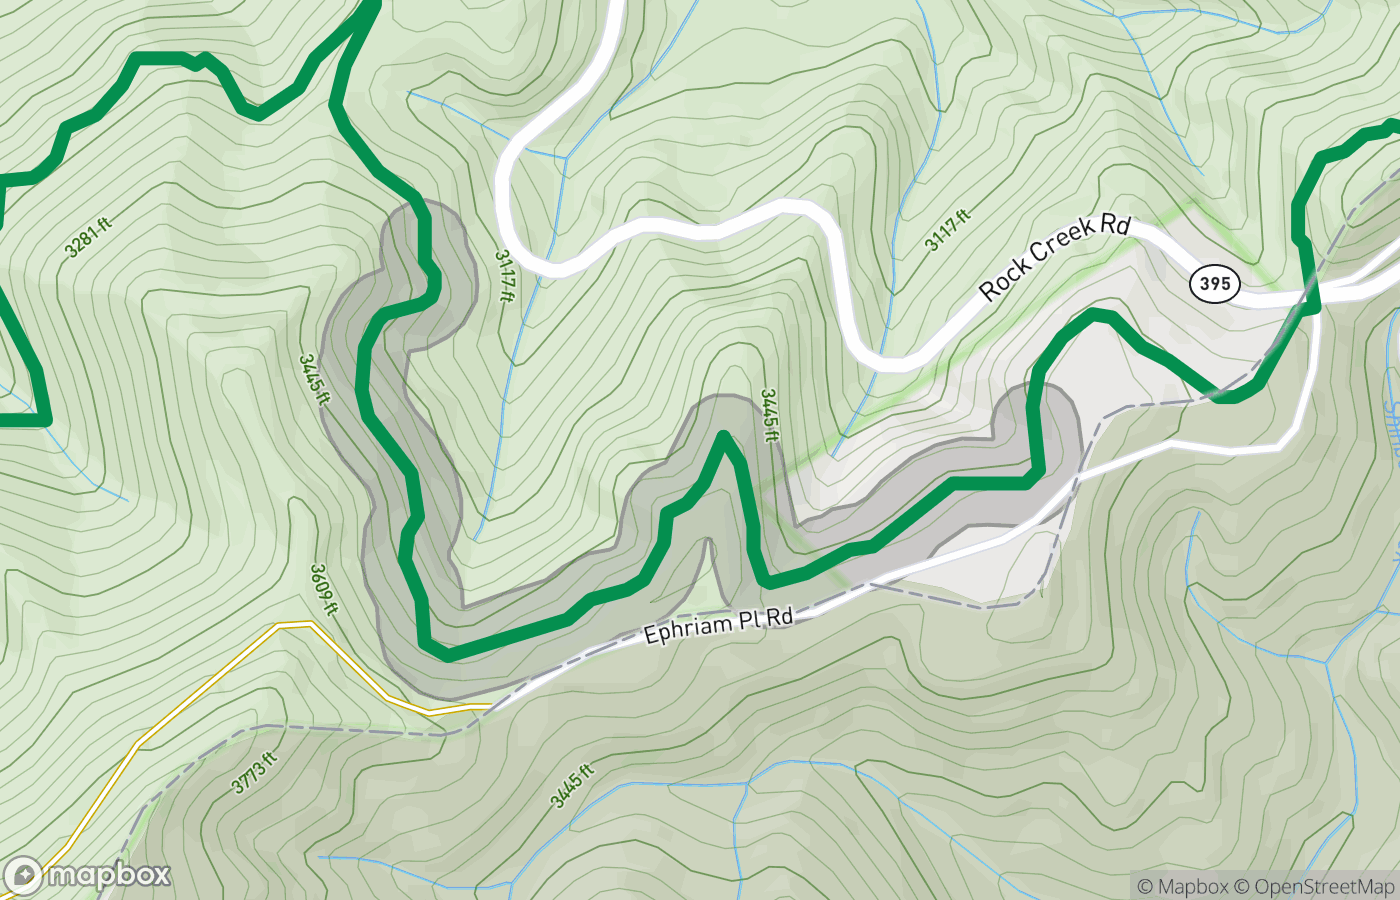 3281 ft
3117 ft
3117 ft
Rock Creek Rd
395
3445 ft
3445 ft
3609 ft
Ephriam Pl Rd
3773 ft
3445 ft
mapbox
© Mapbox © OpenStreetMap